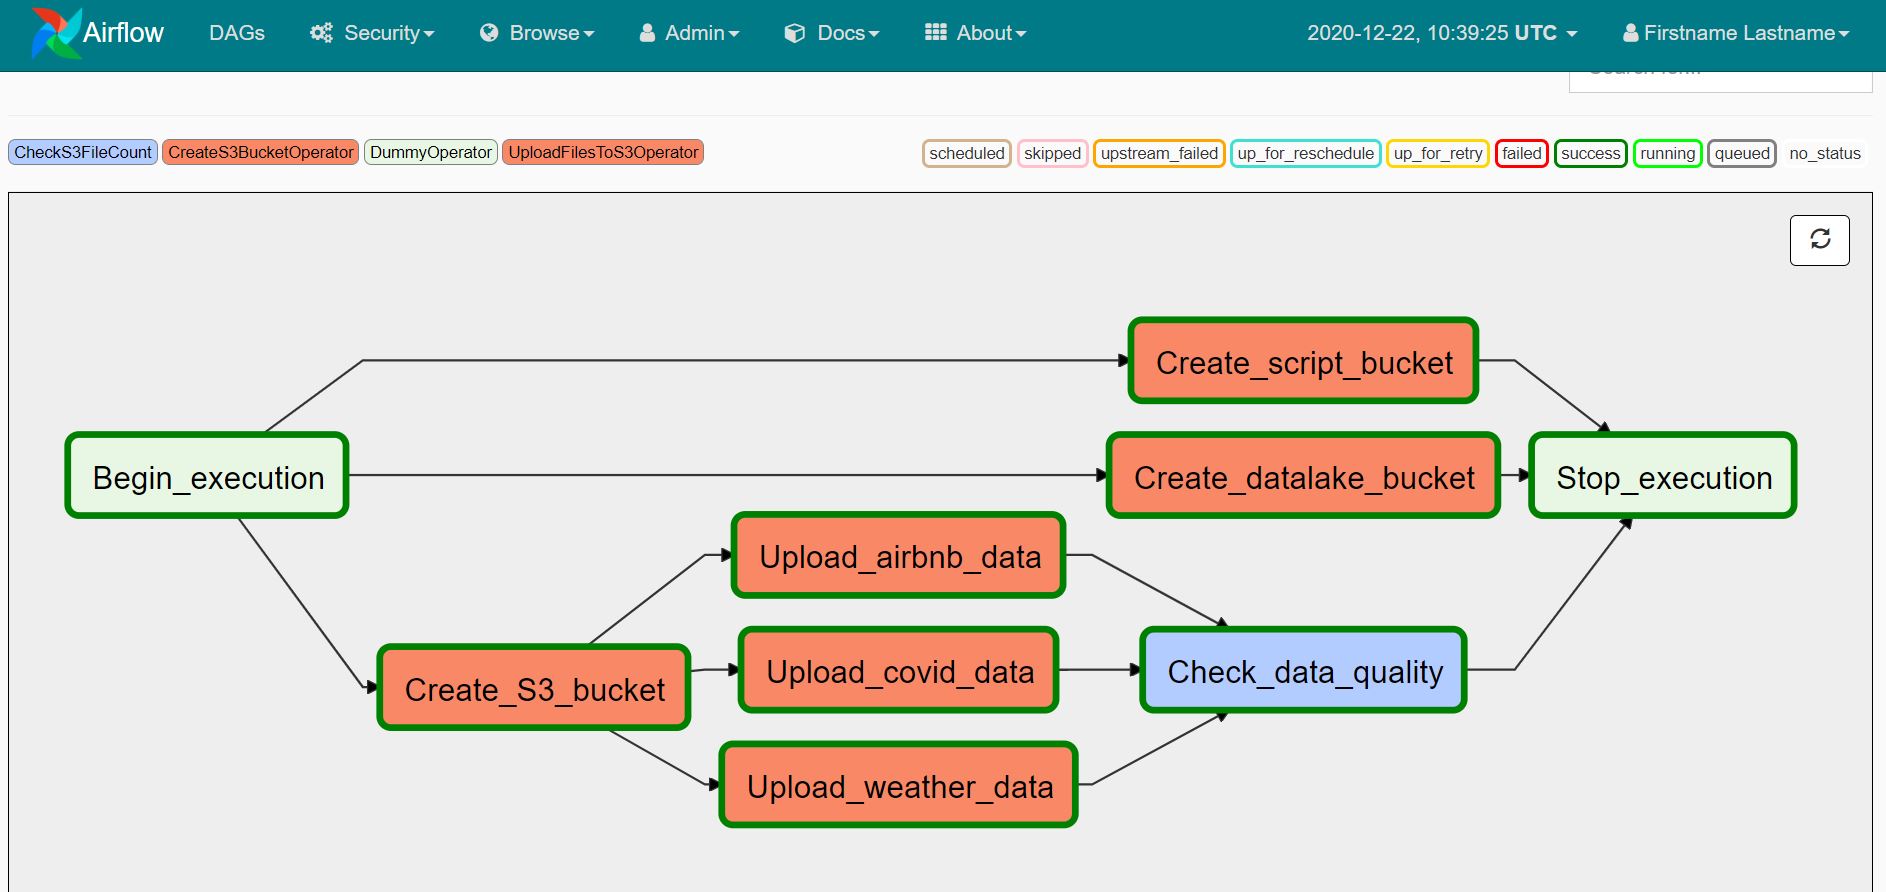 Airflow DAGs Security Browse Admin Docs About 2020-12-22, 10:39:25 UTC Firstname Lastname
CheckS3FileCount CreateS3BucketOperator DummyOperator UploadFilesToS3Operator scheduled skipped upstream_failed up_for_reschedule up_for_retry failed success running queued no_status
Create_script_bucket
Begin_execution Create_datalake_bucket Stop_execution
Upload_airbnb_data
Create_S3_bucket Upload_covid_data Check_data_quality
Upload_weather_data